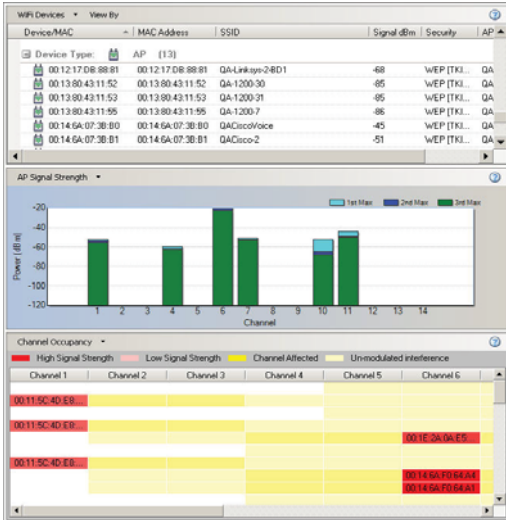 WiFi Devices View By
Device/MAC MAC Address SSID Signal dBm Security AP
Device Type: AP (13)
00:12:17:DB:88:81 00:12:17:DB:88:81 QA-Linksys-2-BD1 -68 WEP [TKI... QA
00:13:80:43:11:52 00:13:80:43:11:52 QA-1200-30 -85 WEP [TKI... QA
00:13:80:43:11:53 00:13:80:43:11:53 QA-1200-31 -85 WEP [TKI... QA
00:13:80:43:11:55 00:13:80:43:11:55 QA-1200-7 -86 WEP [TKI... QA
00:14:6A:07:3B:B0 00:14:6A:07:3B:B0 QACiscoVoice -45 WEP [TKI... QA
00:14:6A:07:3B:B1 00:14:6A:07:3B:B1 QACisco-2 -51 WEP [TKI... QA
AP Signal Strength
1st Max 2nd Max 3rd Max
-20
-40
-60
-80
-100
-120
Power [dBm]
1 2 3 4 5 6 7 8 9 10 11 12 13 14
Channel
Channel Occupancy
High Signal Strength Low Signal Strength Channel Affected Un-modulated interference
Channel 1 Channel 2 Channel 3 Channel 4 Channel 5 Channel 6
00:11:5C:4D:E8:...
00:11:5C:4D:E8:...
00:1E:2A:0A:E5:...
00:11:5C:4D:E8:...
00:14:6A:F0:64:A4
00:14:6A:F0:64:A1